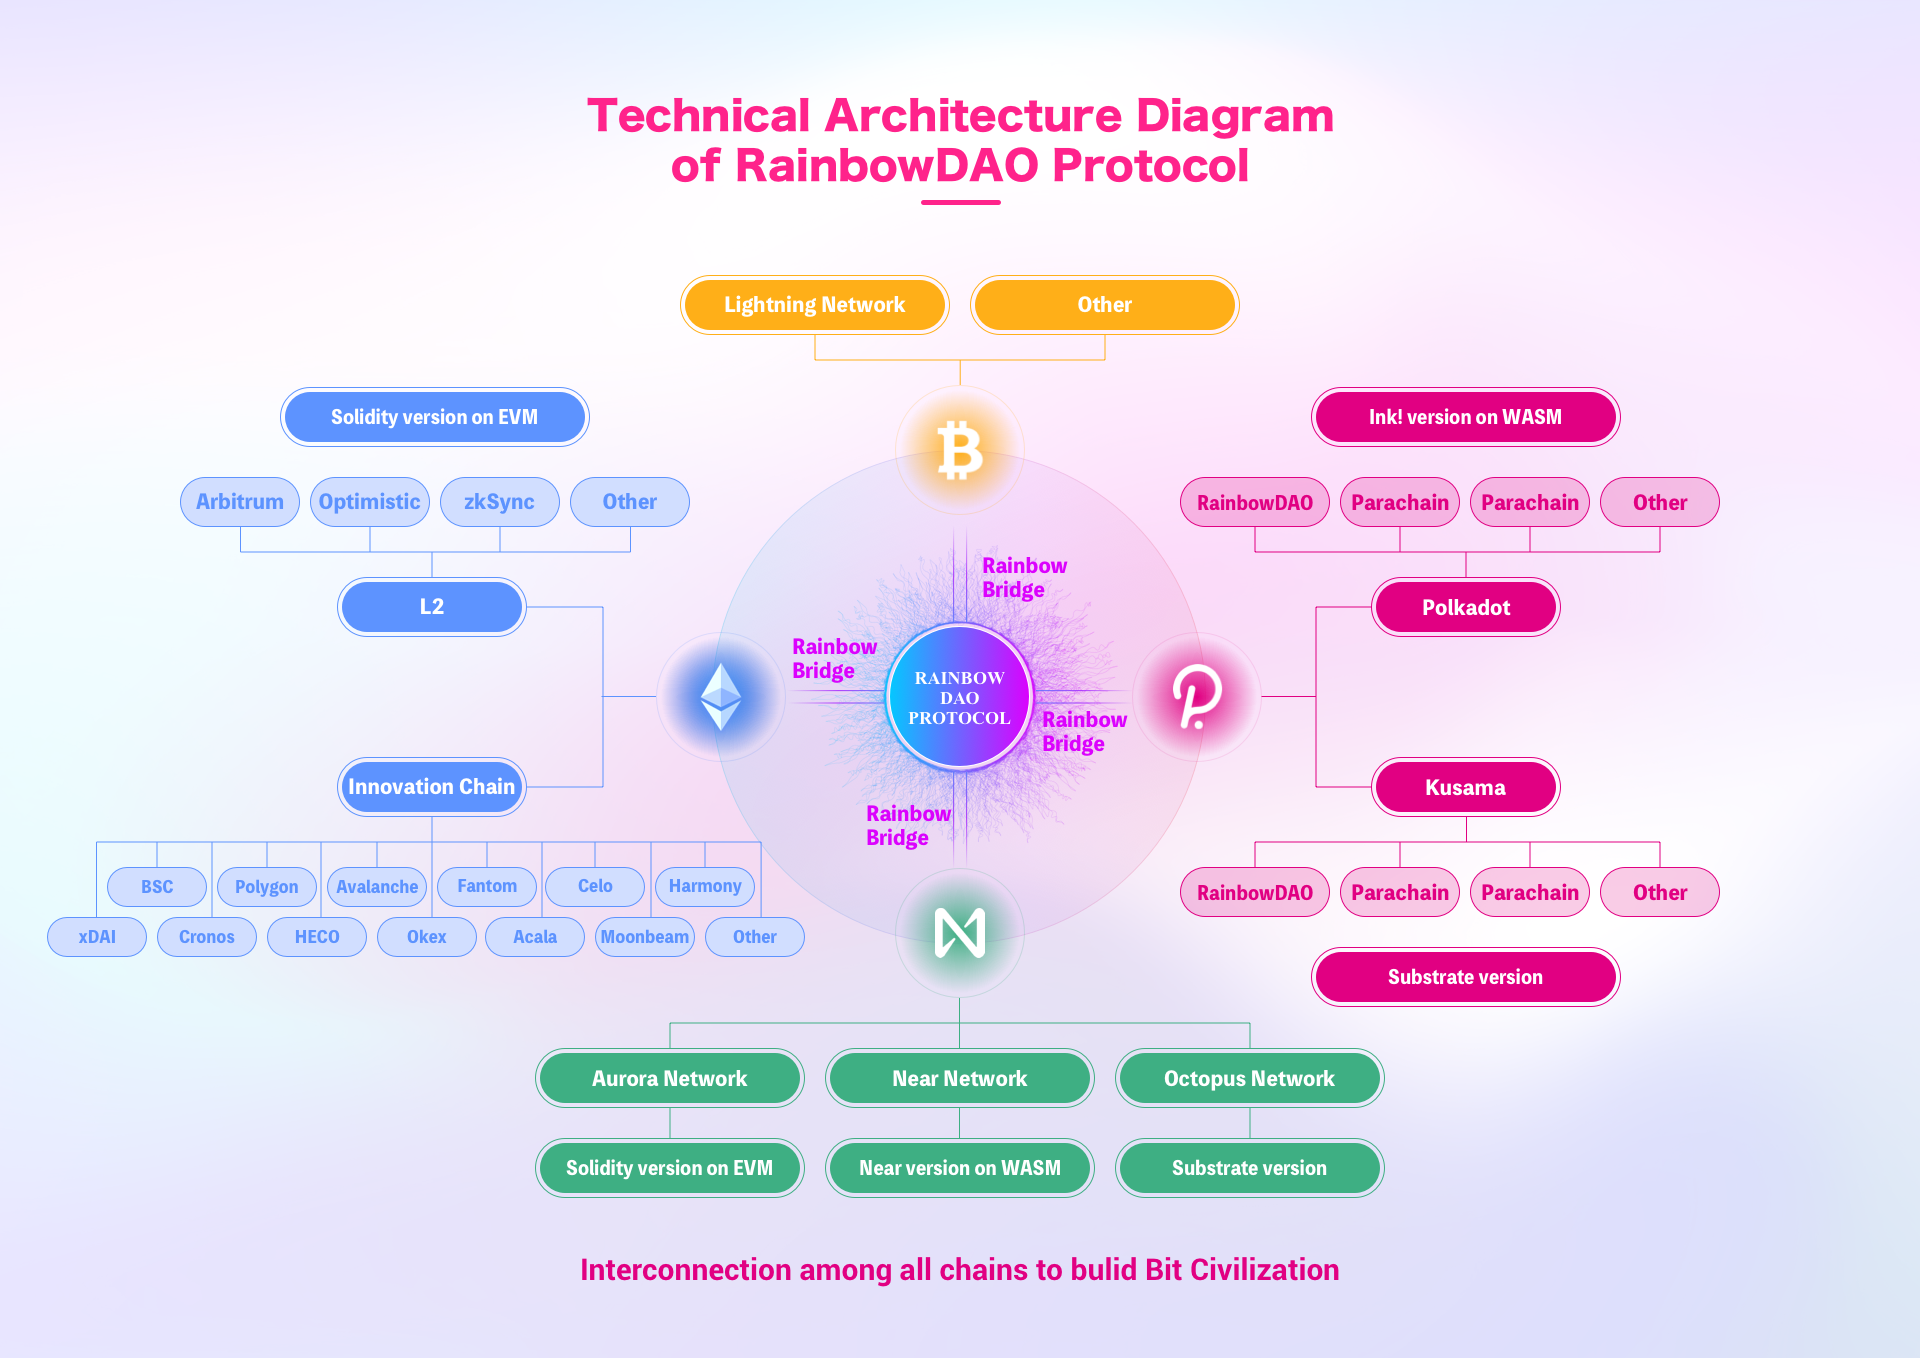 Technical Architecture Diagram
of RainbowDAO Protocol
Lightning Network
Other
Solidity version on EVM
Ink! version on WASM
Arbitrum
Optimistic
zkSync
Other
RainbowDAO
Parachain
Parachain
Other
L2
Polkadot
Rainbow
Bridge
Rainbow
Bridge
RAINBOW
DAO
PROTOCOL
Rainbow
Bridge
Rainbow
Bridge
Innovation Chain
Kusama
BSC
Polygon
Avalanche
Fantom
Celo
Harmony
xDAI
Cronos
HECO
Okex
Acala
Moonbeam
Other
RainbowDAO
Parachain
Parachain
Other
Substrate version
Aurora Network
Near Network
Octopus Network
Solidity version on EVM
Near version on WASM
Substrate version
Interconnection among all chains to bulid Bit Civilization